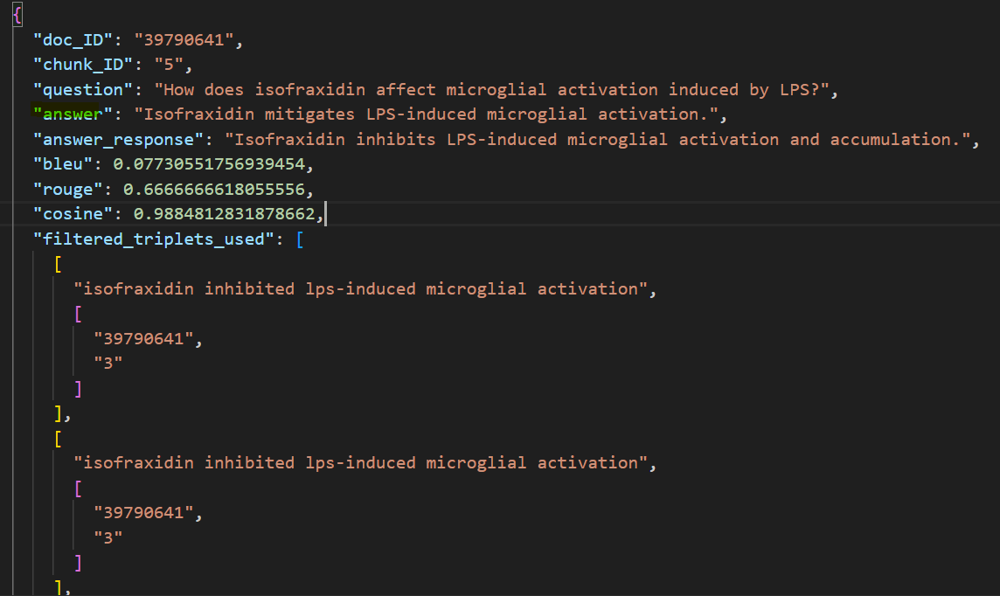 {
"doc_ID": "39790641",
"chunk_ID": "5",
"question": "How does isofraxidin affect microglial activation induced by LPS?",
"answer": "Isofraxidin mitigates LPS-induced microglial activation.",
"answer_response": "Isofraxidin inhibits LPS-induced microglial activation and accumulation.",
"bleu": 0.07730551756939454,
"rouge": 0.6666666618055556,
"cosine": 0.9884812831878662,
"filtered_triplets_used": [
[
"isofraxidin inhibited lps-induced microglial activation",
[
"39790641",
"3"
]
],
[
"isofraxidin inhibited lps-induced microglial activation",
[
"39790641",
"3"
]
],